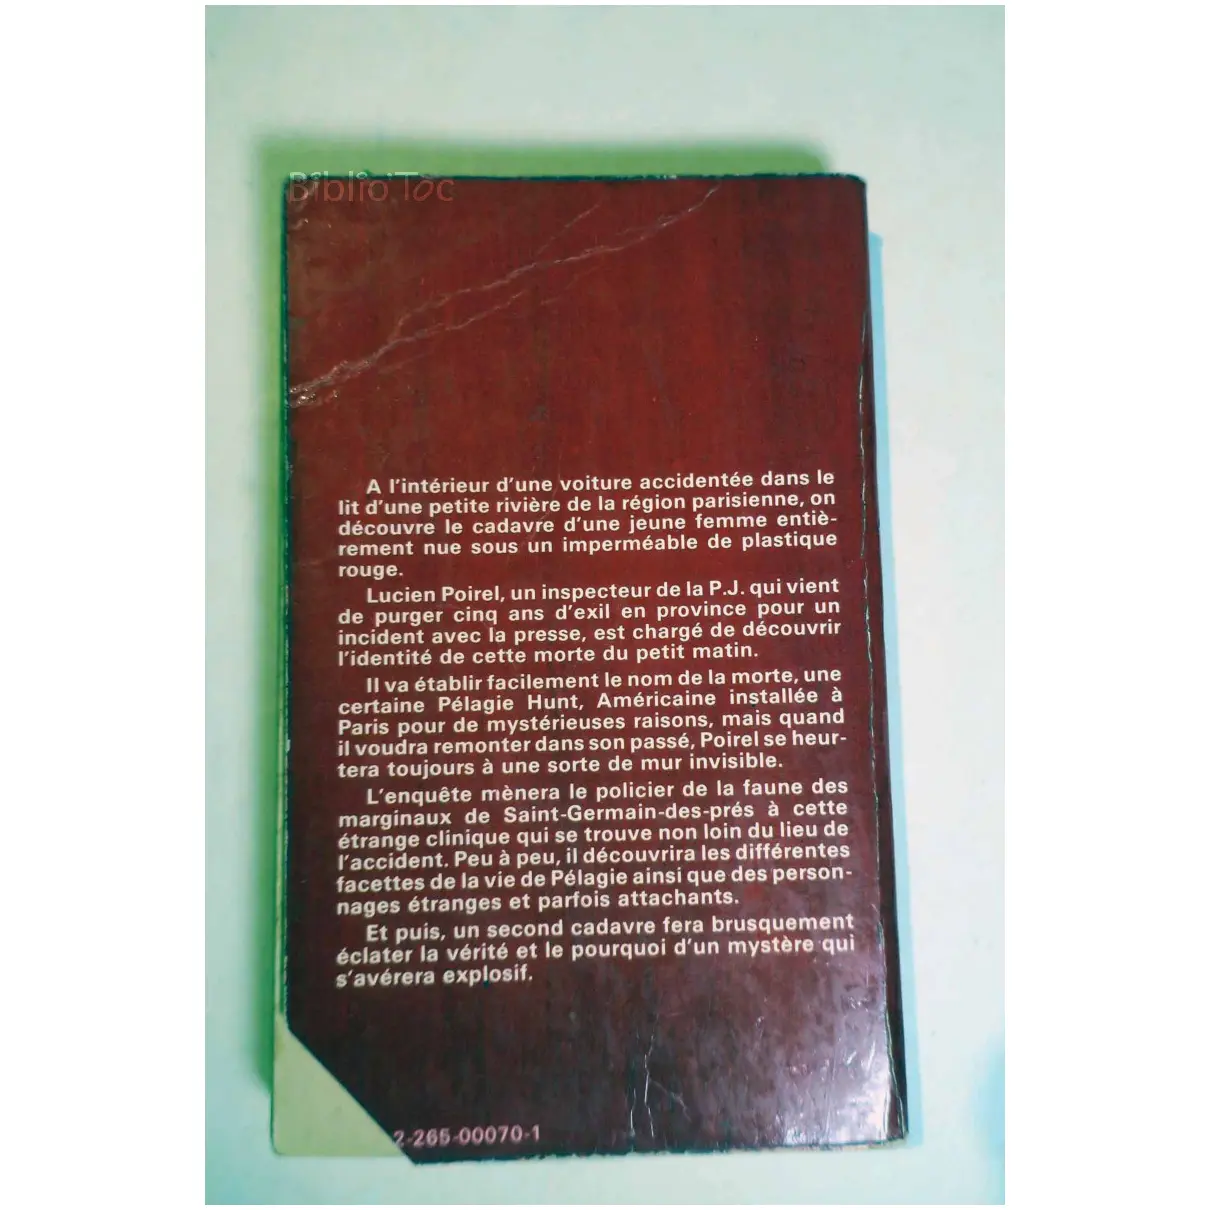 Biblio'Toc
A l'intérieur d'une voiture accidentée dans le
lit d'une petite rivière de la région parisienne, on
découvre le cadavre d'une jeune femme entiè-
rement nue sous un imperméable de plastique
rouge.
Lucien Poirel, un inspecteur de la P.J. qui vient
de purger cinq ans d'exil en province pour un
incident avec la presse, est chargé de découvrir
l'identité de cette morte du petit matin.
Il va établir facilement le nom de la morte, une
certaine Pélagie Hunt, Américaine installée à
Paris pour de mystérieuses raisons, mais quand
il voudra remonter dans son passé, Poirel se heur-
tera toujours à une sorte de mur invisible.
L'enquête mènera le policier de la faune des
marginaux de Saint-Germain-des-prés à cette
étrange clinique qui se trouve non loin du lieu de
l'accident. Peu à peu, il découvrira les différentes
facettes de la vie de Pélagie ainsi que des person-
nages étranges et parfois attachants.
Et puis, un second cadavre fera brusquement
éclater la vérité et le pourquoi d'un mystère qui
s'avérera explosif.
2-265-00070-1